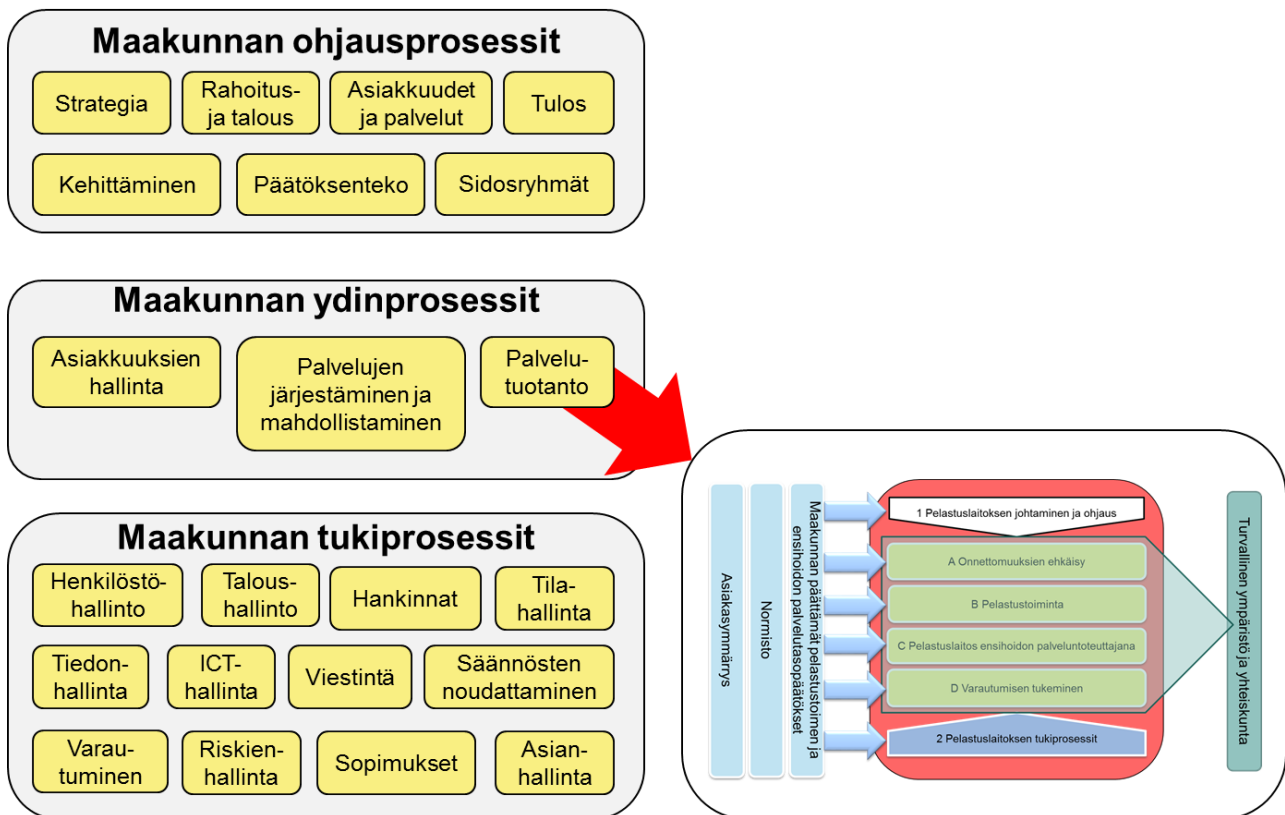 Maakunnan ohjausprosessit
Strategia
Rahoitus-
ja talous
Asiakkuudet
ja palvelut
Tulos
Kehittäminen
Päätöksenteko
Sidosryhmät
Maakunnan ydinprosessit
Asiakkuuksien
hallinta
Palvelujen
järjestäminen ja
mahdollistaminen
Palvelu-
tuotanto
Maakunnan tukiprosessit
Henkilöstö-
hallinto
Talous-
hallinto
Hankinnat
Tila-
hallinta
Tiedon-
hallinta
ICT-
hallinta
Viestintä
Säännösten
noudattaminen
Varau-
tuminen
Riskien-
hallinta
Sopimukset
Asian-
hallinta
Asiakasymmärrys
Normisto
Maakunnan päättämät pelastustoimen ja
ensihoidon palvelutasopäätökset
1 Pelastuslaitoksen johtaminen ja ohjaus
A Onnettomuuksien ehkäisy
B Pelastustoiminta
C Pelastuslaitos ensihoidon palveluntoteuttajana
D Varautumisen tukeminen
2 Pelastuslaitoksen tukiprosessit
Turvallinen ympäristö ja yhteiskunta